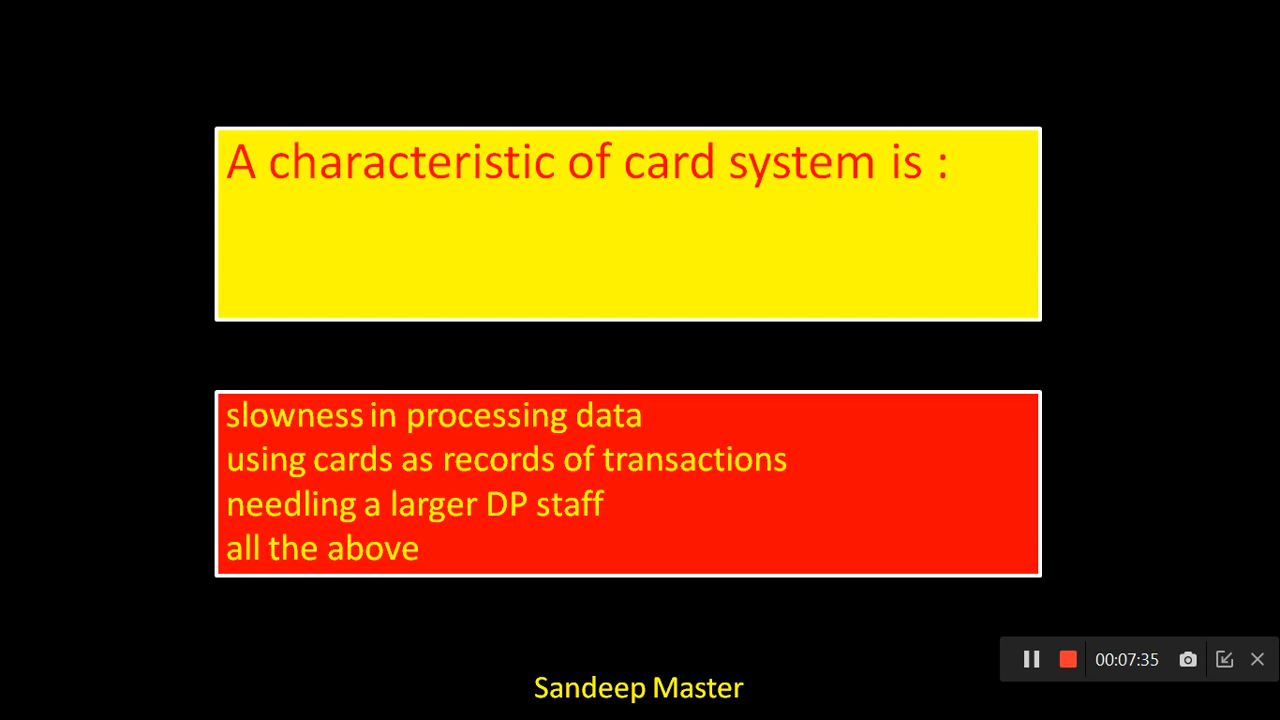 A characteristic of card system is :
slowness in processing data
using cards as records of transactions
needling a larger DP staff
all the above
00:07:35
Sandeep Master